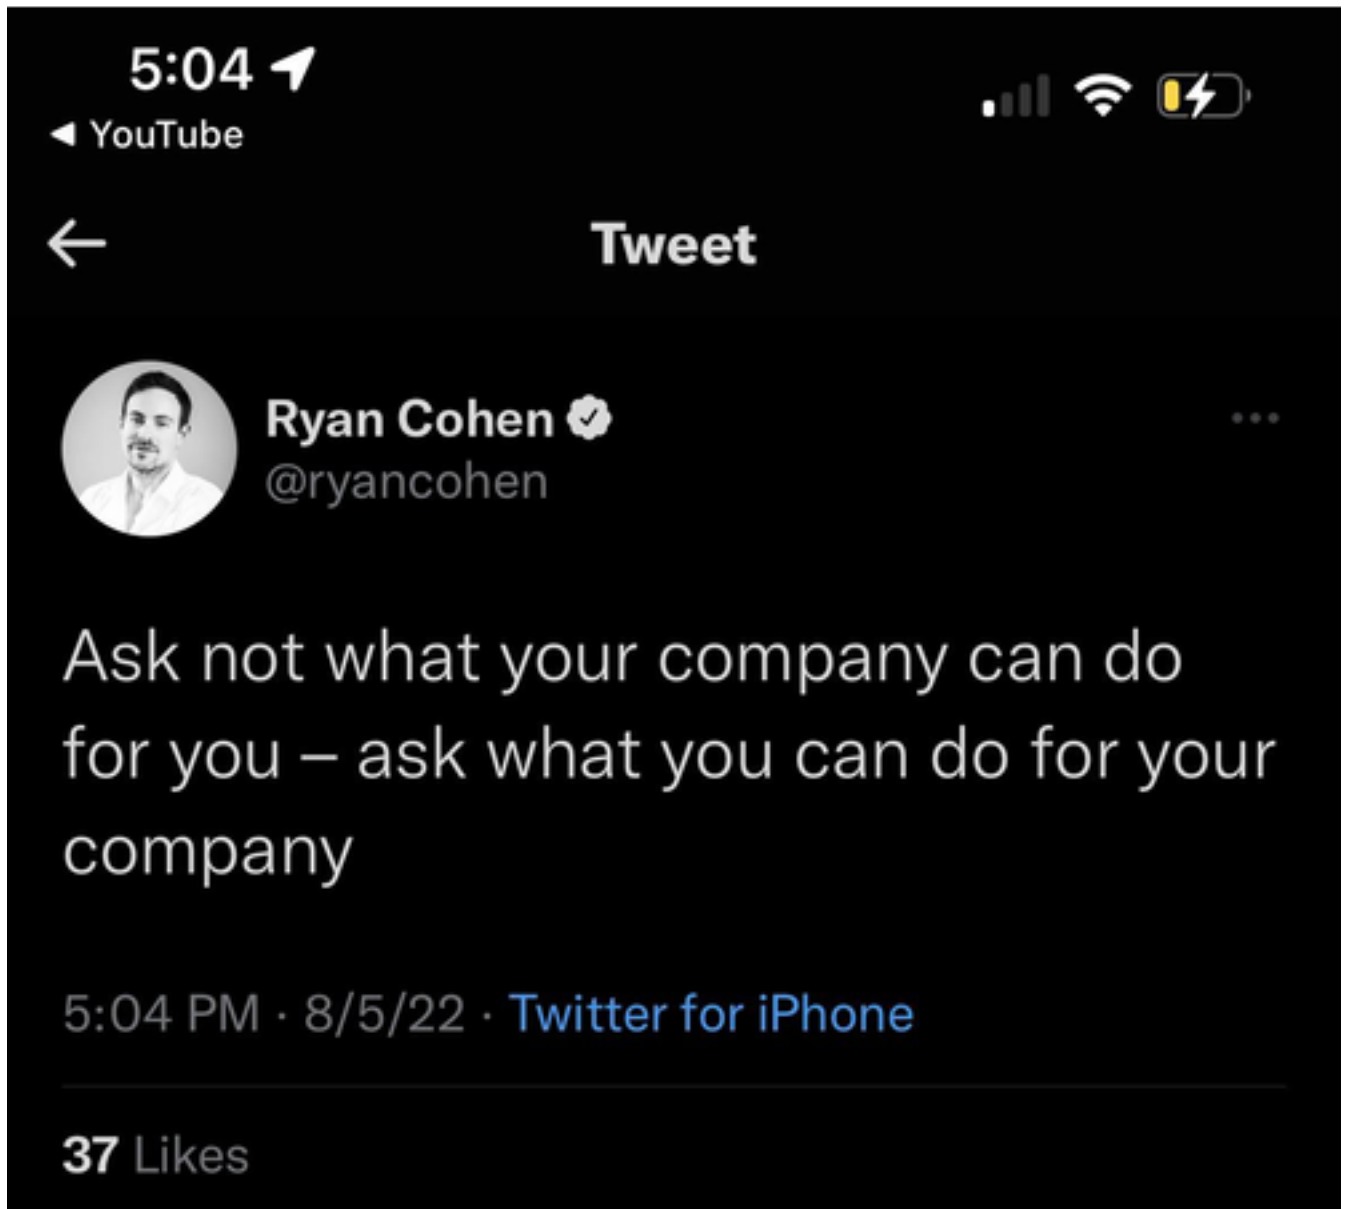 5:04
◀ YouTube
Tweet
Ryan Cohen
@ryancohen
Ask not what your company can do
for you – ask what you can do for your
company
5:04 PM · 8/5/22 · Twitter for iPhone
37 Likes